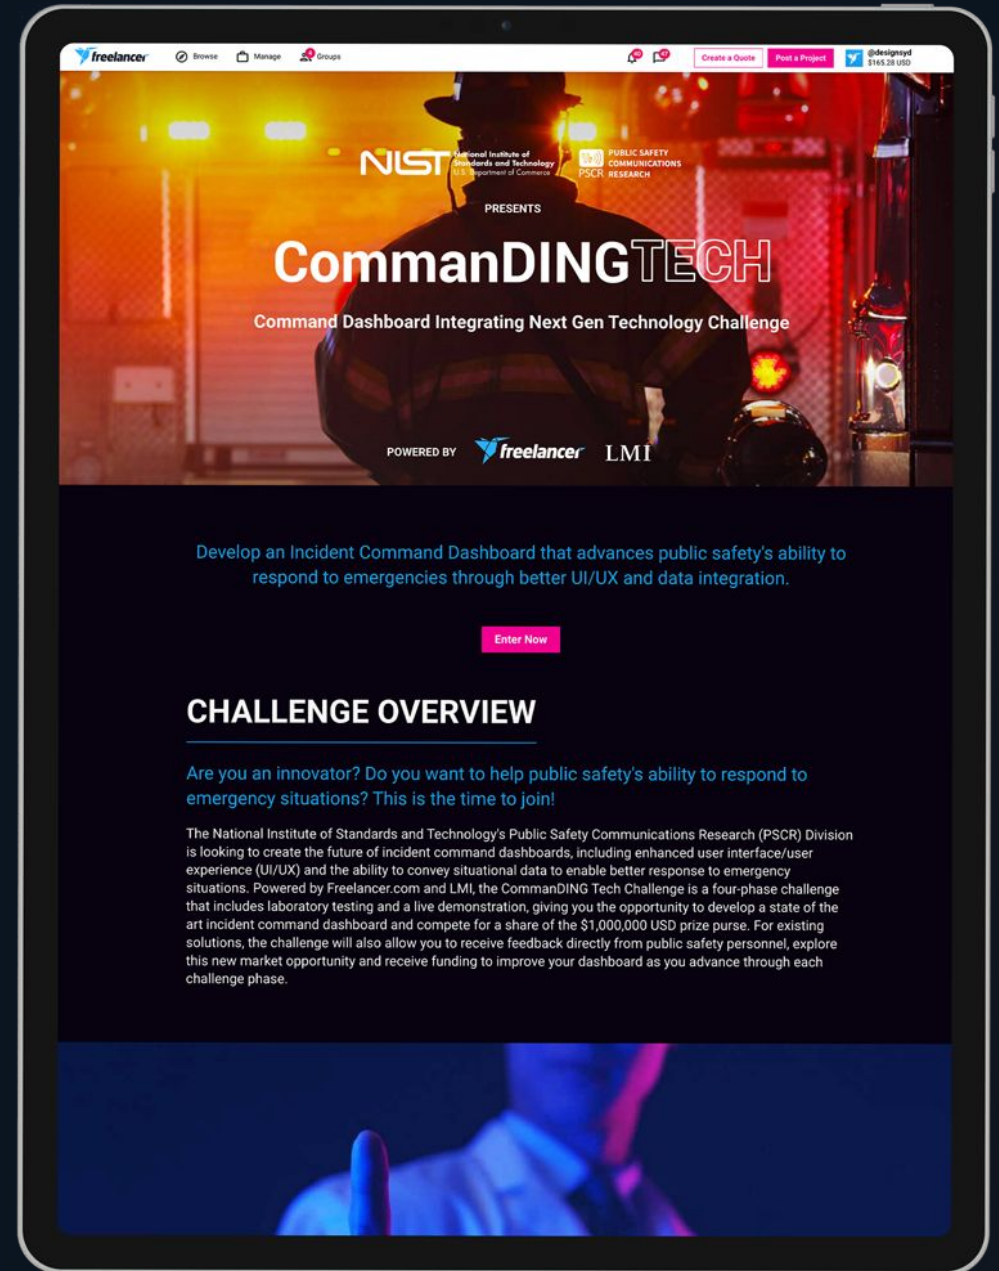 freelancer Browse Manage Groups Create a Quote Post a Project @designsyd
$165.28 USD
NIST National Institute of
Standards and Technology
U.S. Department of Commerce
PSCR PUBLIC SAFETY
COMMUNICATIONS
RESEARCH
PRESENTS
CommanDINGTECH
Command Dashboard Integrating Next Gen Technology Challenge
POWERED BY freelancer LMI
Develop an Incident Command Dashboard that advances public safety's ability to
respond to emergencies through better UI/UX and data integration.
Enter Now
CHALLENGE OVERVIEW
Are you an innovator? Do you want to help public safety's ability to respond to
emergency situations? This is the time to join!
The National Institute of Standards and Technology's Public Safety Communications Research (PSCR) Division
is looking to create the future of incident command dashboards, including enhanced user interface/user
experience (UI/UX) and the ability to convey situational data to enable better response to emergency
situations. Powered by Freelancer.com and LMI, the CommanDING Tech Challenge is a four-phase challenge
that includes laboratory testing and a live demonstration, giving you the opportunity to develop a state of the
art incident command dashboard and compete for a share of the $1,000,000 USD prize purse. For existing
solutions, the challenge will also allow you to receive feedback directly from public safety personnel, explore
this new market opportunity and receive funding to improve your dashboard as you advance through each
challenge phase.